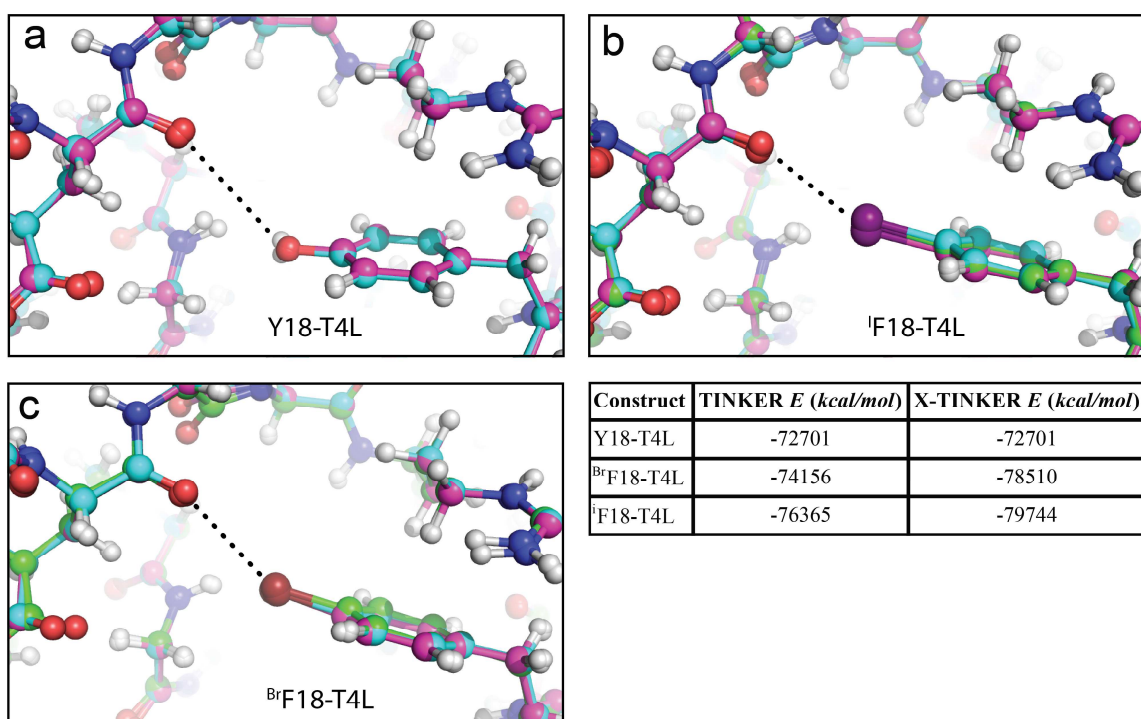 a
Y18-T4L
b
ᴵF18-T4L
c
ᴮʳF18-T4L
Construct TINKER E (kcal/mol) X-TINKER E (kcal/mol)
Y18-T4L -72701 -72701
ᴮʳF18-T4L -74156 -78510
ⁱF18-T4L -76365 -79744